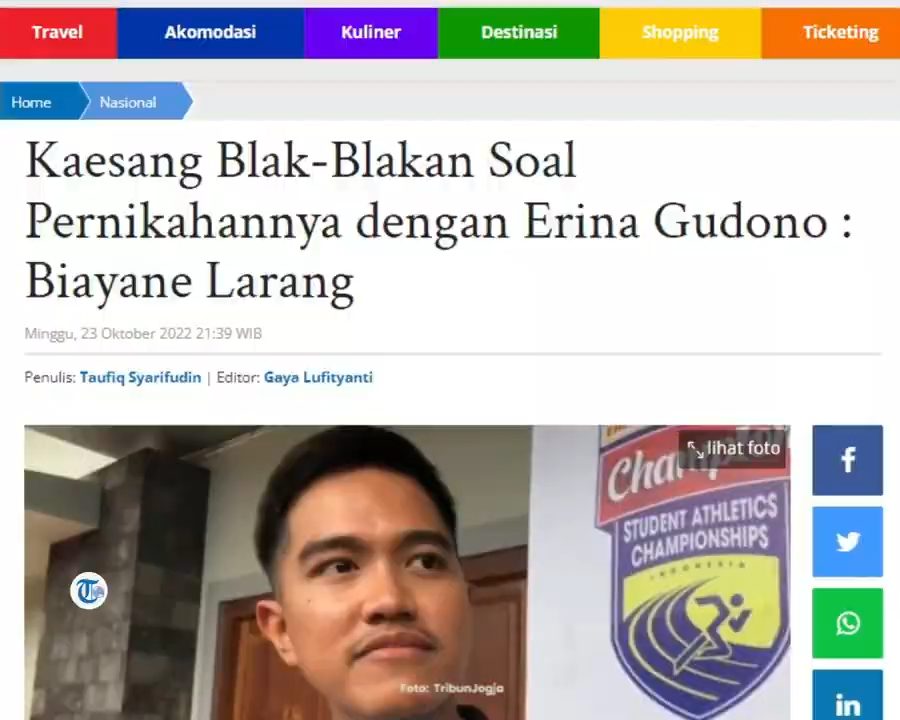 Travel Akomodasi Kuliner Destinasi Shopping Ticketing
Home Nasional
Kaesang Blak-Blakan Soal
Pernikahannya dengan Erina Gudono :
Biayane Larang
Minggu, 23 Oktober 2022 21:39 WIB
Penulis: Taufiq Syarifudin | Editor: Gaya Lufityanti
lihat foto
STUDENT ATHLETICS
CHAMPIONSHIPS
INDONESIA
Foto: TribunJogja